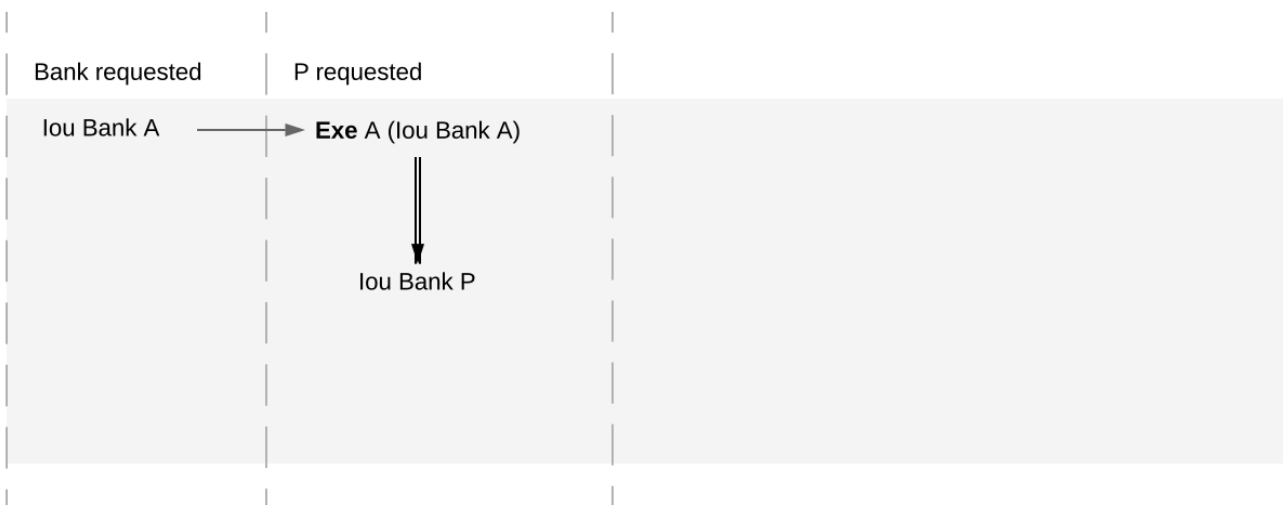 Bank requested
P requested
Iou Bank A
Exe A (Iou Bank A)
Iou Bank P